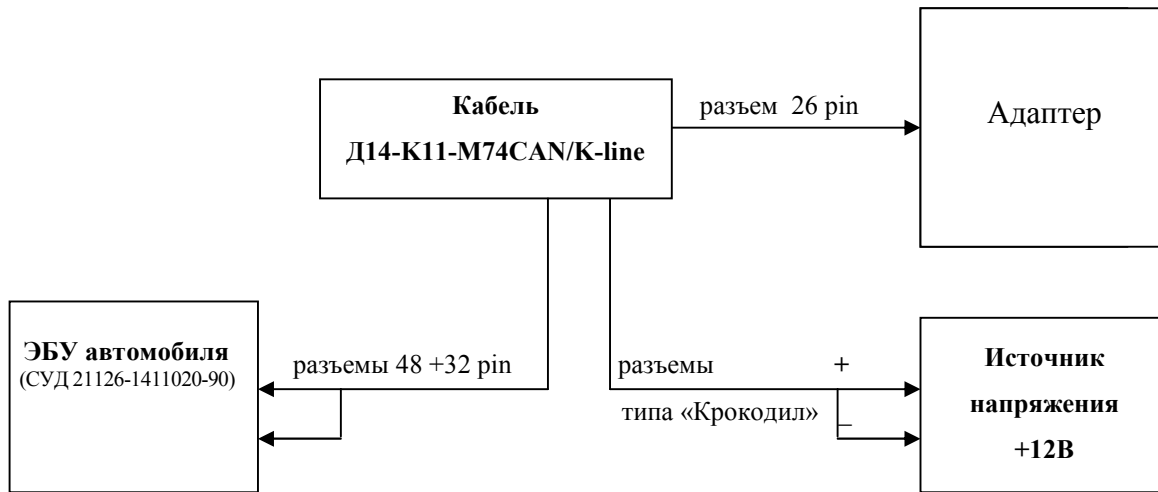 Кабель
Д14-К11-М74CAN/K-line
разъем 26 pin
Адаптер
ЭБУ автомобиля
(СУД 21126-1411020-90)
разъемы 48 +32 pin
разъемы +
типа «Крокодил» –
Источник
напряжения
+12В